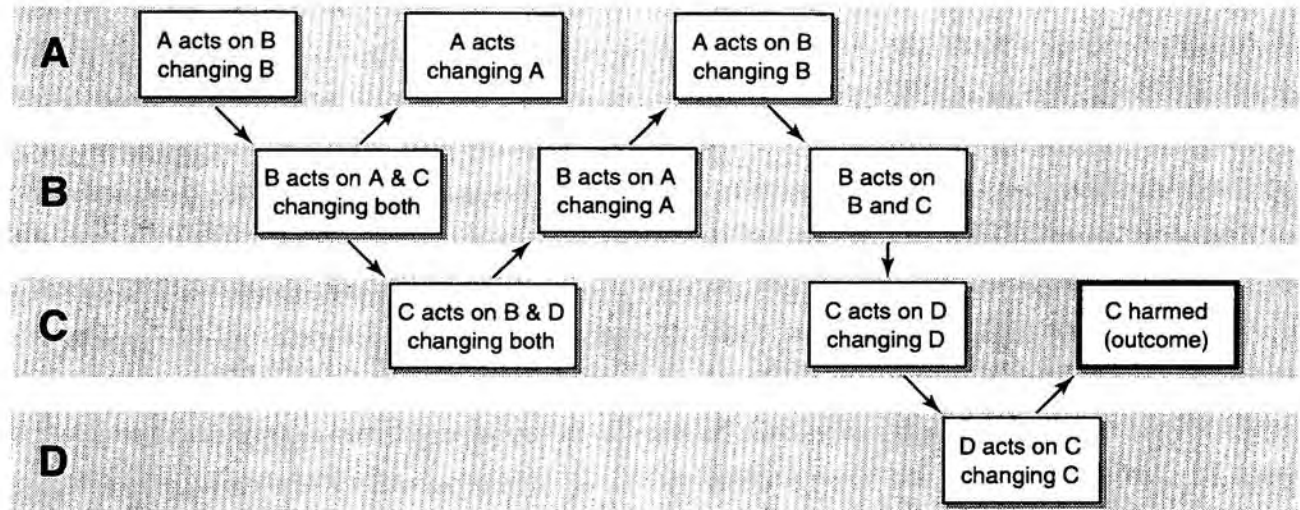 A
A acts on B
changing B
A acts
changing A
A acts on B
changing B
B
B acts on A & C
changing both
B acts on A
changing A
B acts on
B and C
C
C acts on B & D
changing both
C acts on D
changing D
C harmed
(outcome)
D
D acts on C
changing C